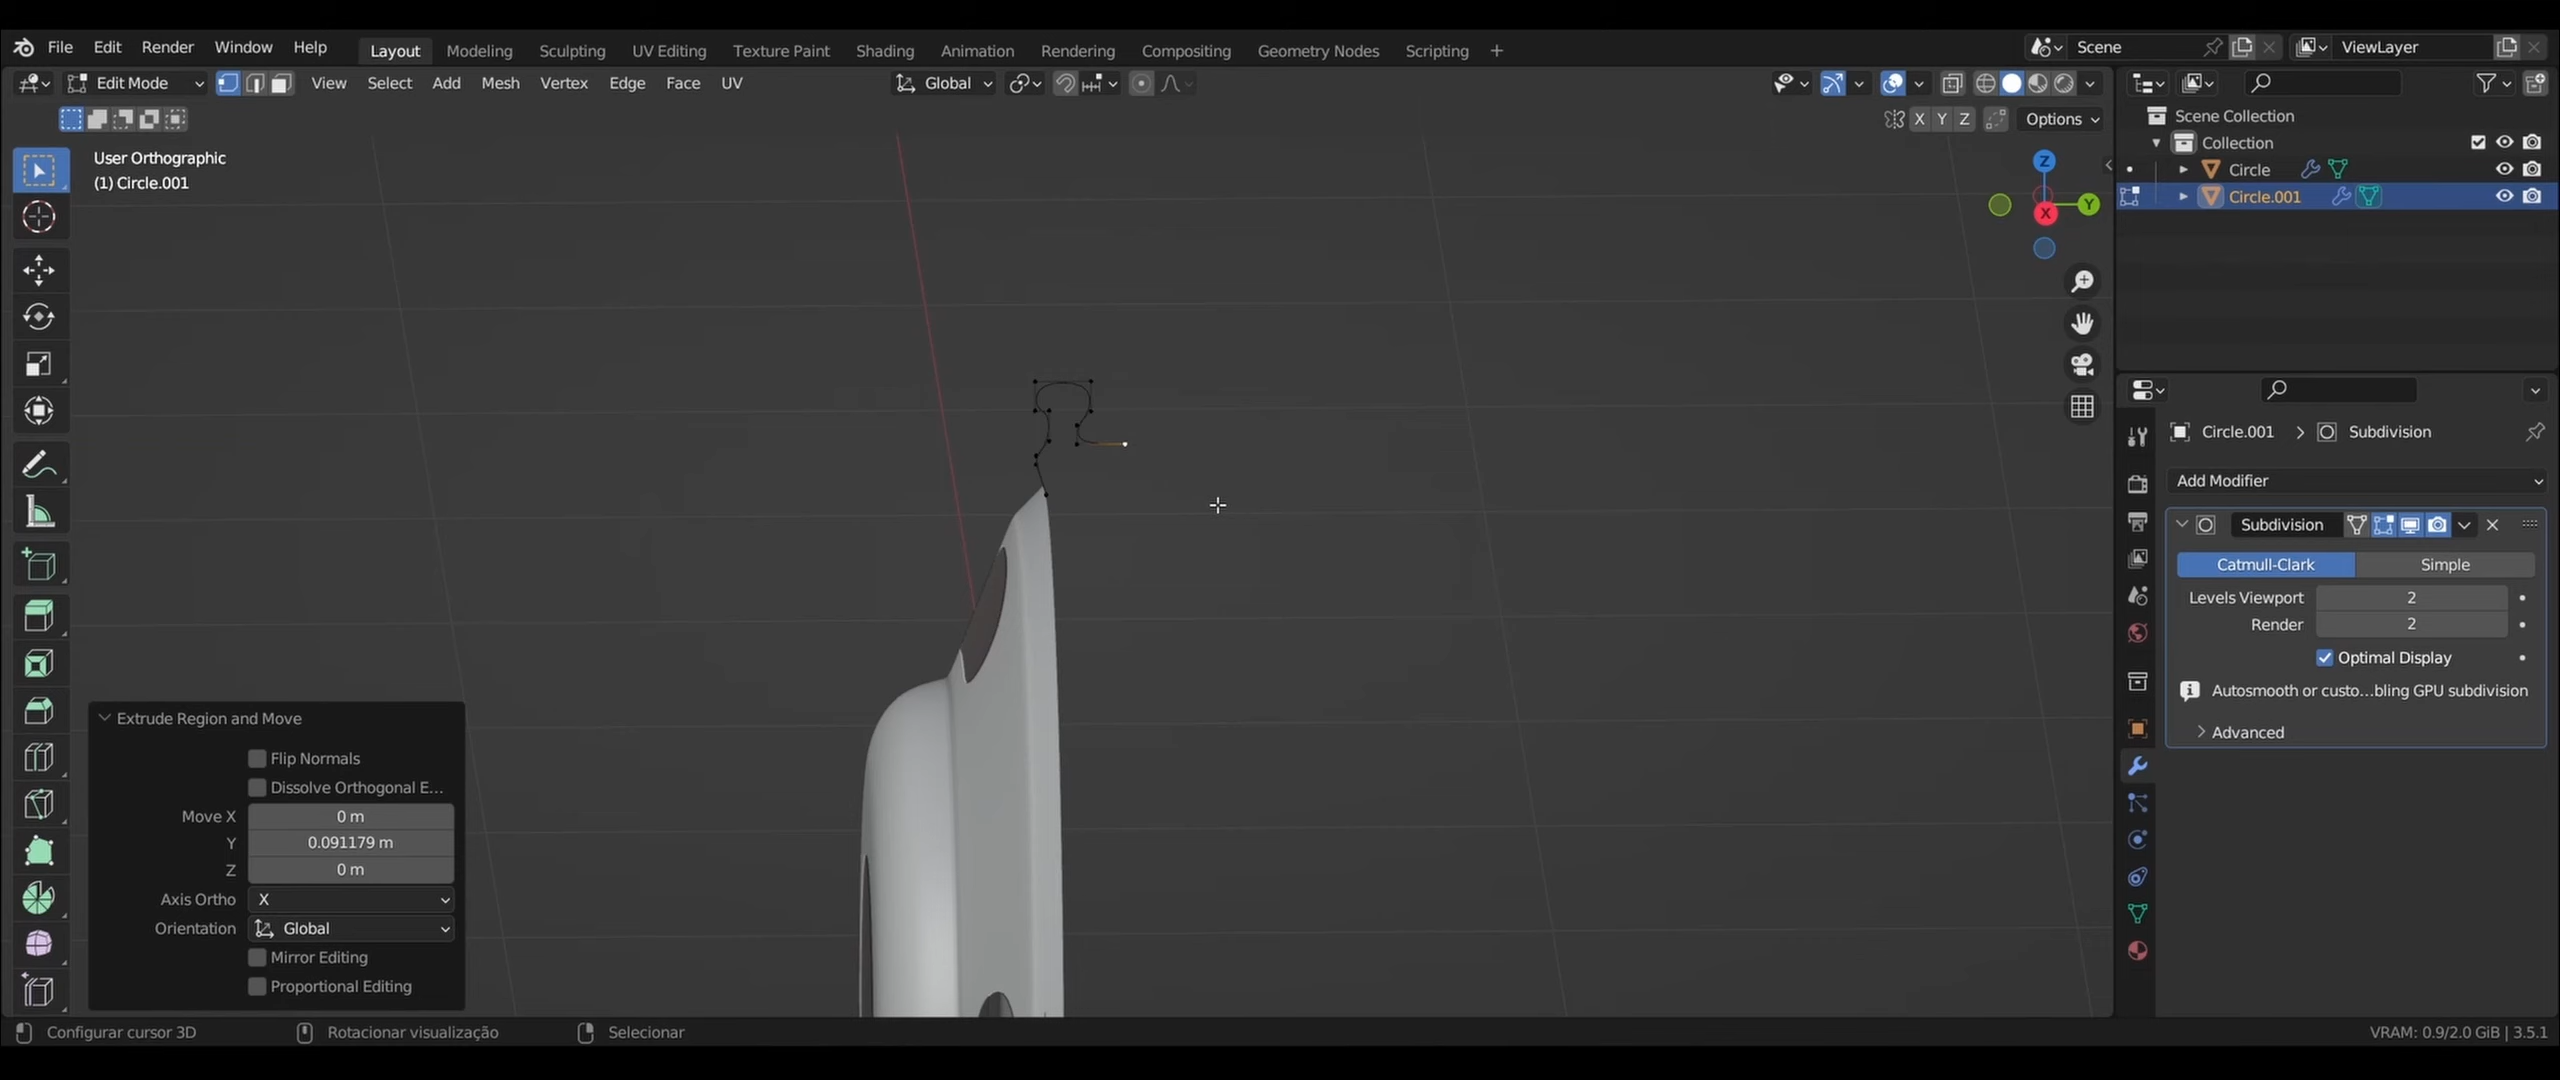 File Edit Render Window Help Layout Modeling Sculpting UV Editing Texture Paint Shading Animation Rendering Compositing Geometry Nodes Scripting + Scene ViewLayer
Edit Mode View Select Add Mesh Vertex Edge Face UV Global
X Y Z Options
User Orthographic
(1) Circle.001
Z
Y
X
Scene Collection
Collection
Circle
Circle.001
Circle.001 > Subdivision
Add Modifier
Subdivision
Catmull-Clark Simple
Levels Viewport 2
Render 2
Optimal Display
Autosmooth or custo...bling GPU subdivision
Advanced
Extrude Region and Move
Flip Normals
Dissolve Orthogonal E...
Move X 0 m
Y 0.091179 m
Z 0 m
Axis Ortho X
Orientation Global
Mirror Editing
Proportional Editing
Configurar cursor 3D Rotacionar visualização Selecionar VRAM: 0.9/2.0 GiB | 3.5.1